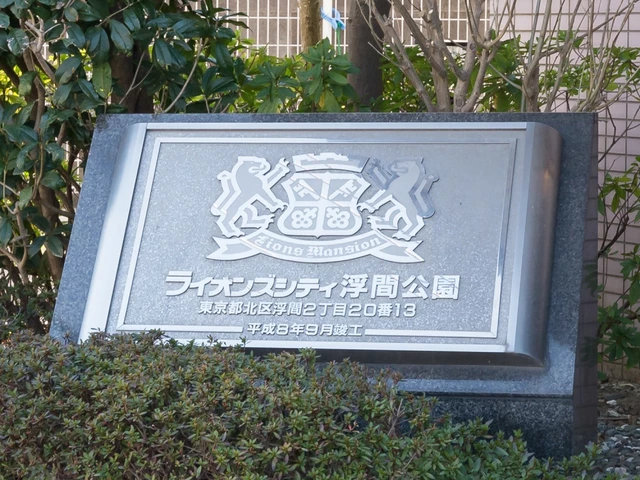 Lions Mansion
ライオンズシティ浮間公園
東京都北区浮間2丁目20番13
平成8年9月竣工